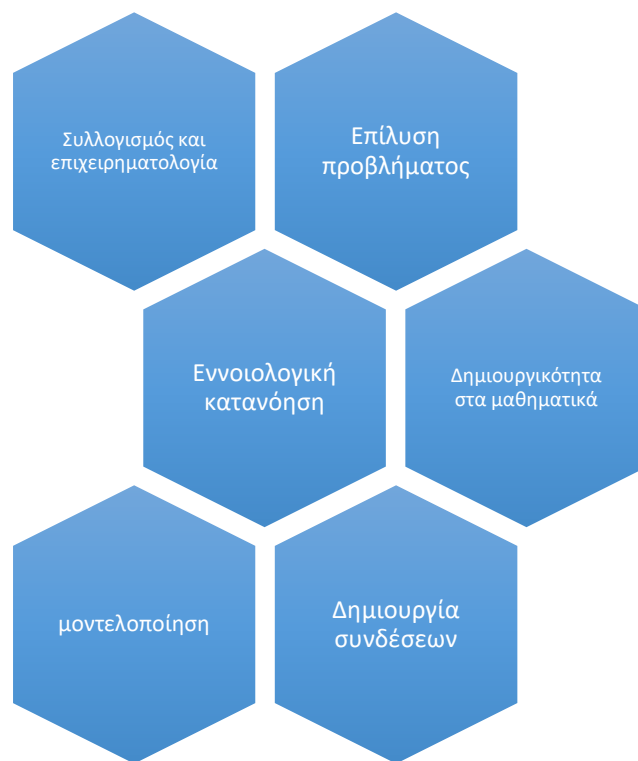 Συλλογισμός και
επιχειρηματολογία
Επίλυση
προβλήματος
Εννοιολογική
κατανόηση
Δημιουργικότητα
στα μαθηματικά
μοντελοποίηση
Δημιουργία
συνδέσεων